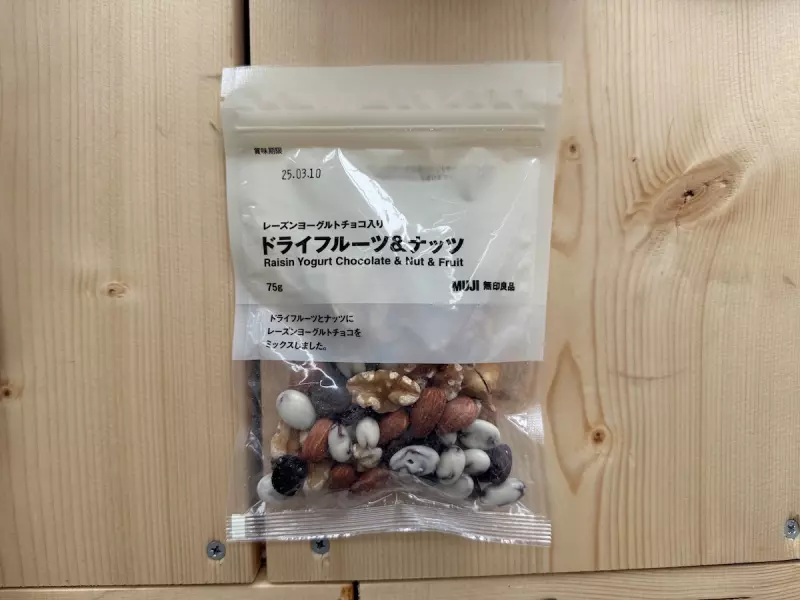 賞味期限
25.03.10
レーズンヨーグルトチョコ入り
ドライフルーツ&ナッツ
Raisin Yogurt Chocolate & Nut & Fruit
75g
MUJI 無印良品
ドライフルーツとナッツに
レーズンヨーグルトチョコを
ミックスしました。